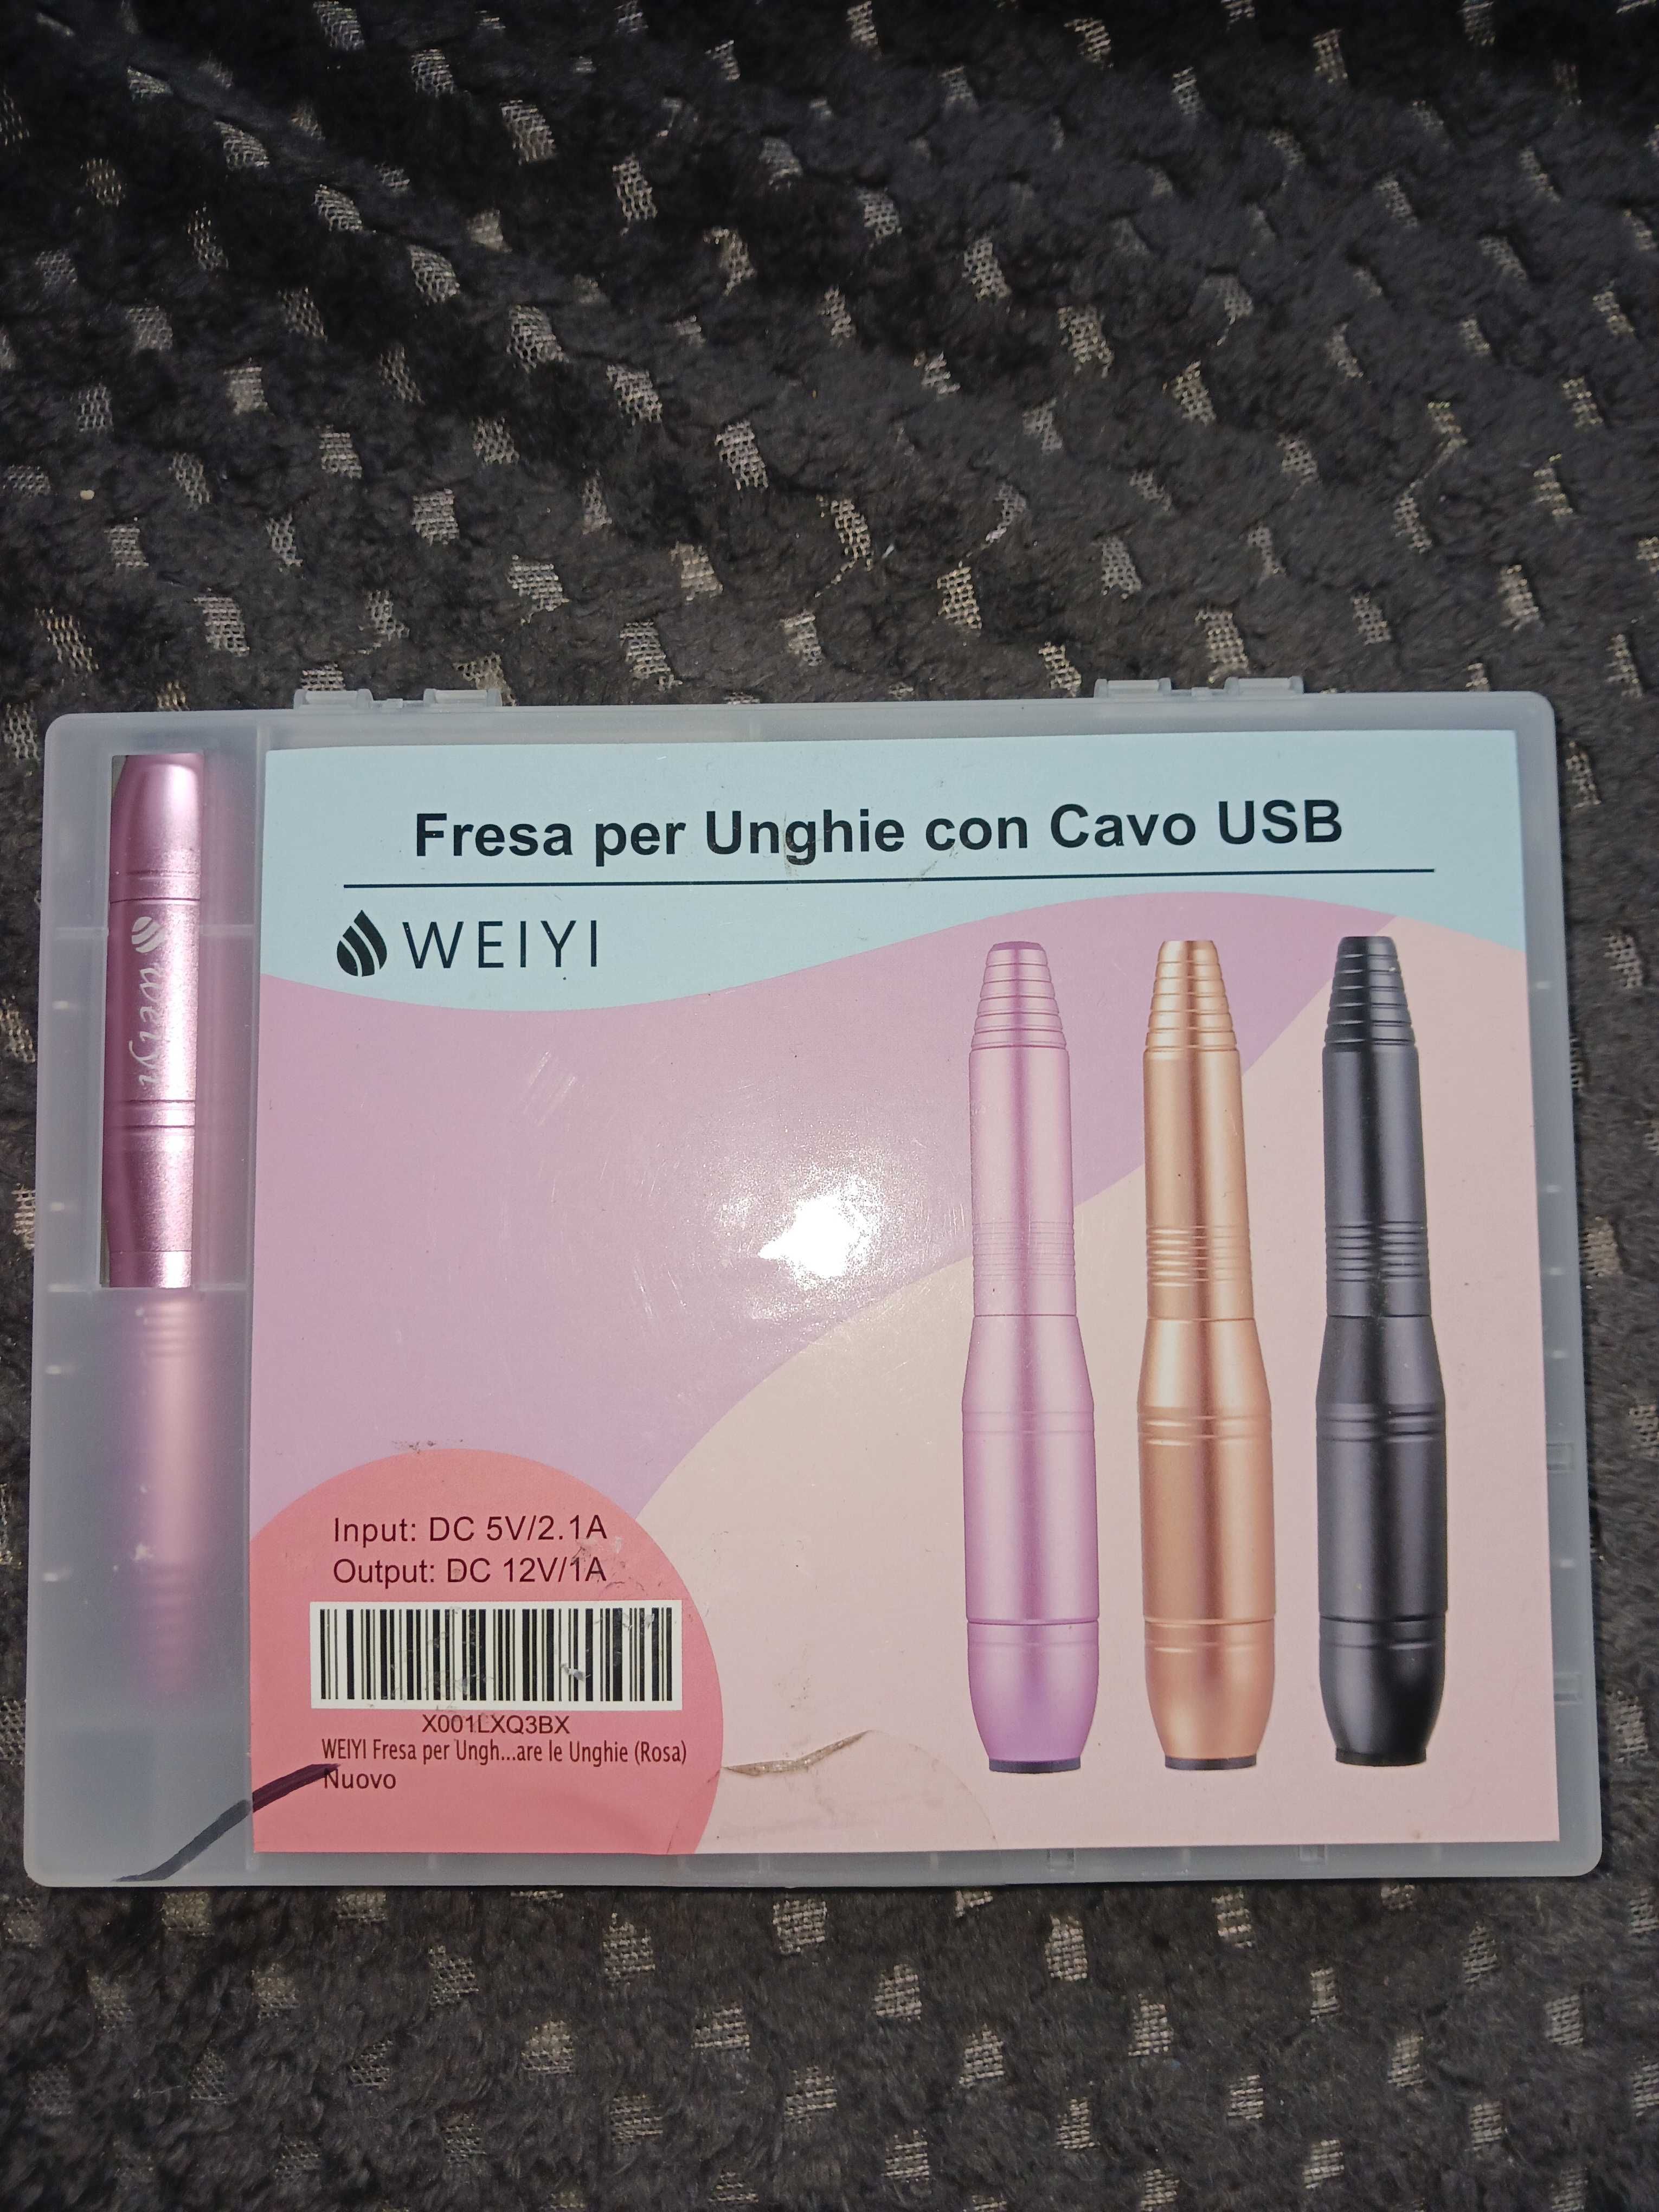 Fresa per Unghie con Cavo USB
WEIYI
weiyi
Input: DC 5V/2.1A
Output: DC 12V/1A
X001LXQ3BX
WEIYI Fresa per Ungh...are le Unghie (Rosa)
Nuovo